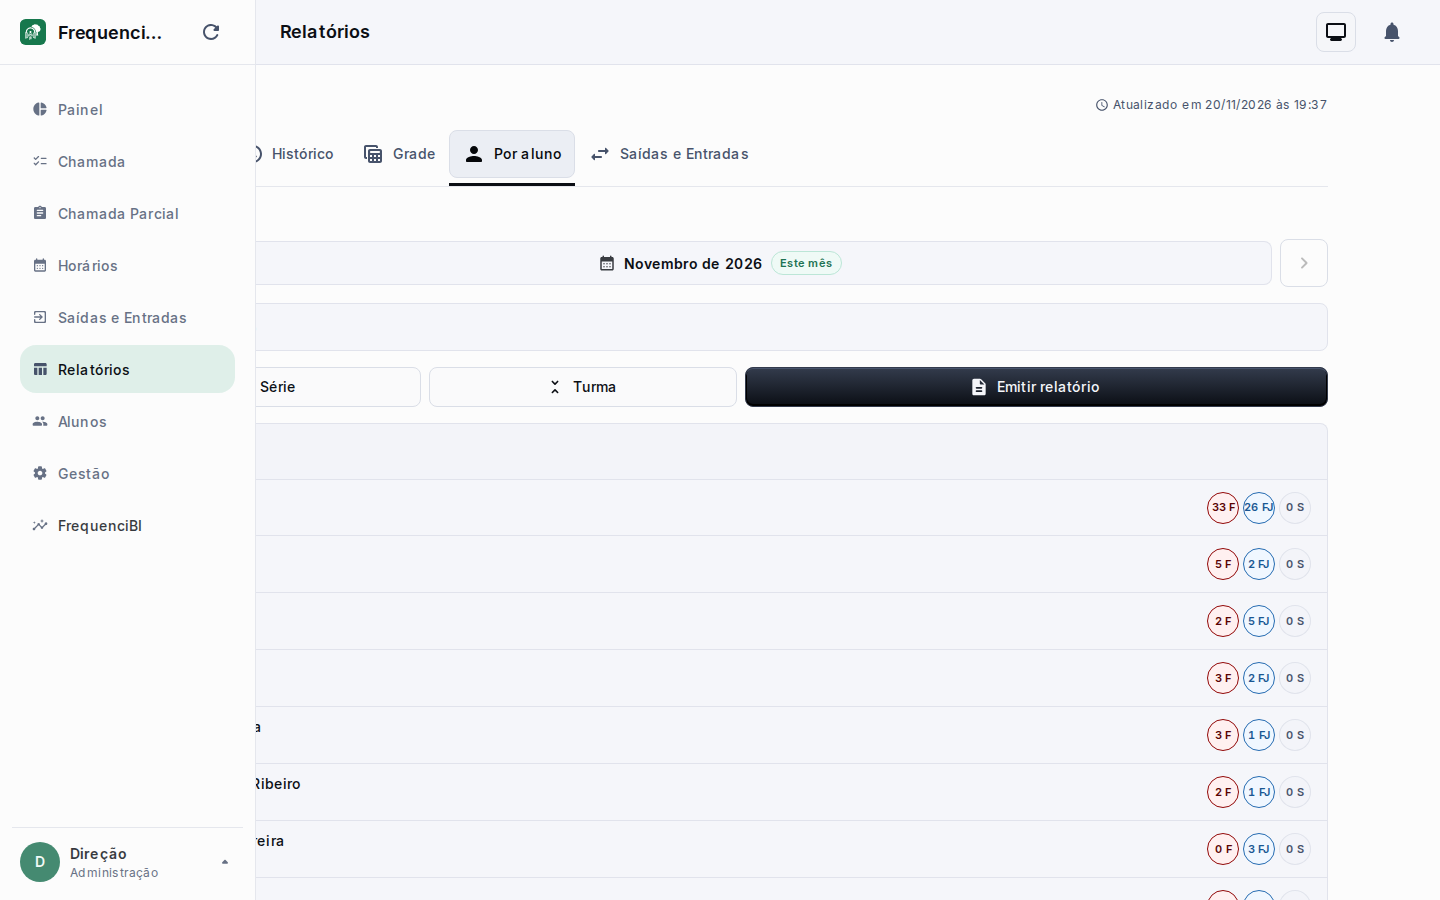 Frequenci...
Relatórios
Painel
Chamada
Chamada Parcial
Horários
Saídas e Entradas
Relatórios
Alunos
Gestão
FrequenciBI
D
Direção
Administração
Atualizado em 20/11/2026 às 19:37
Histórico
Grade
Por aluno
Saídas e Entradas
Novembro de 2026
Este mês
Série
Turma
Emitir relatório
33 F 26 FJ 0 S
5 F 2 FJ 0 S
2 F 5 FJ 0 S
3 F 2 FJ 0 S
a
3 F 1 FJ 0 S
Ribeiro
2 F 1 FJ 0 S
reira
0 F 3 FJ 0 S